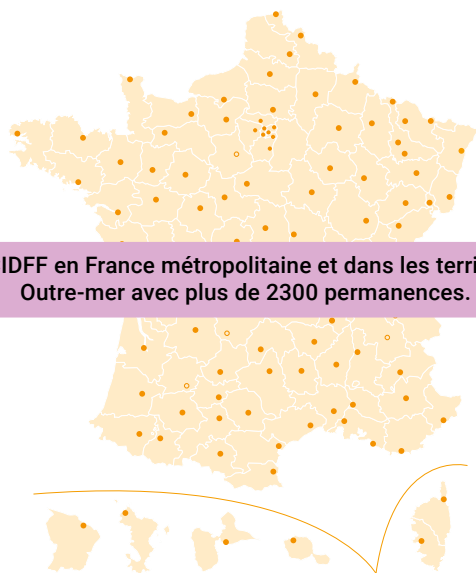 IDFF en France métropolitaine et dans les terri
Outre-mer avec plus de 2300 permanences.